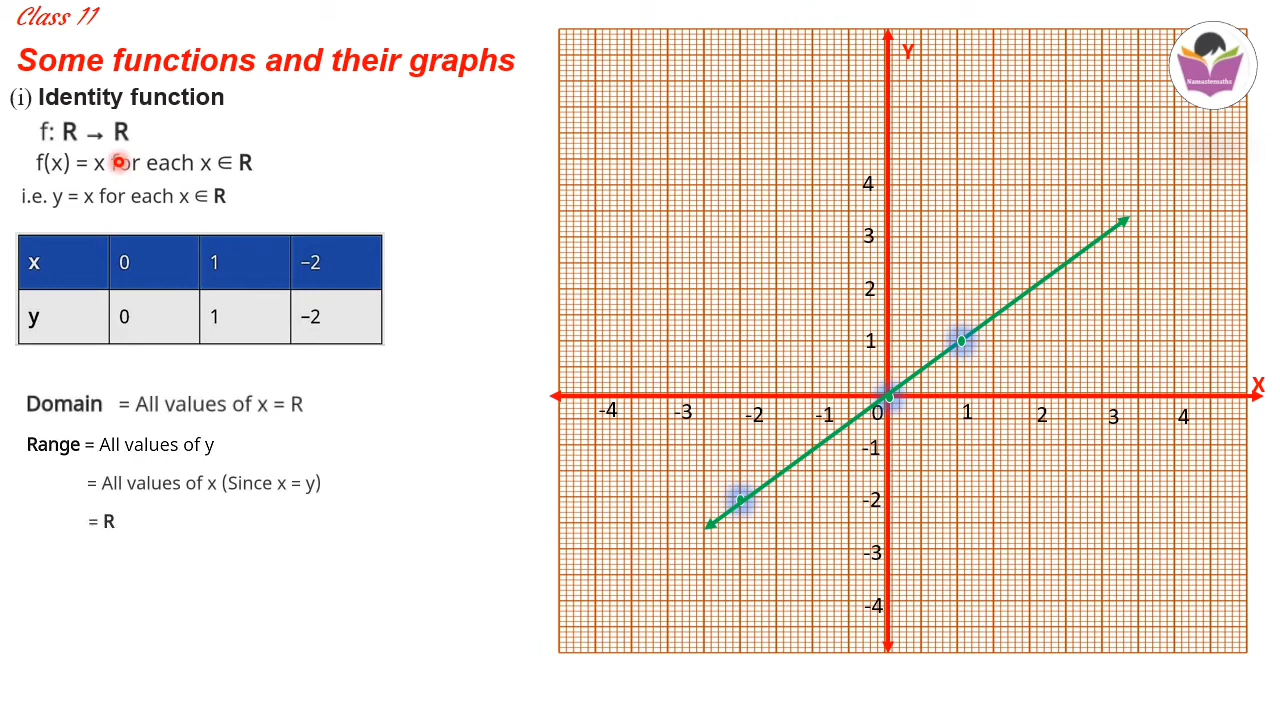 Class 11
Some functions and their graphs
(i) Identity function
f: R → R
f(x) = x for each x ∈ R
i.e. y = x for each x ∈ R
x 0 1 −2
y 0 1 −2
Domain = All values of x = R
Range = All values of y
= All values of x (Since x = y)
= R
Namastemaths
Y
4
3
2
1
X
-4 -3 -2 -1 0 1 2 3 4
-1
-2
-3
-4